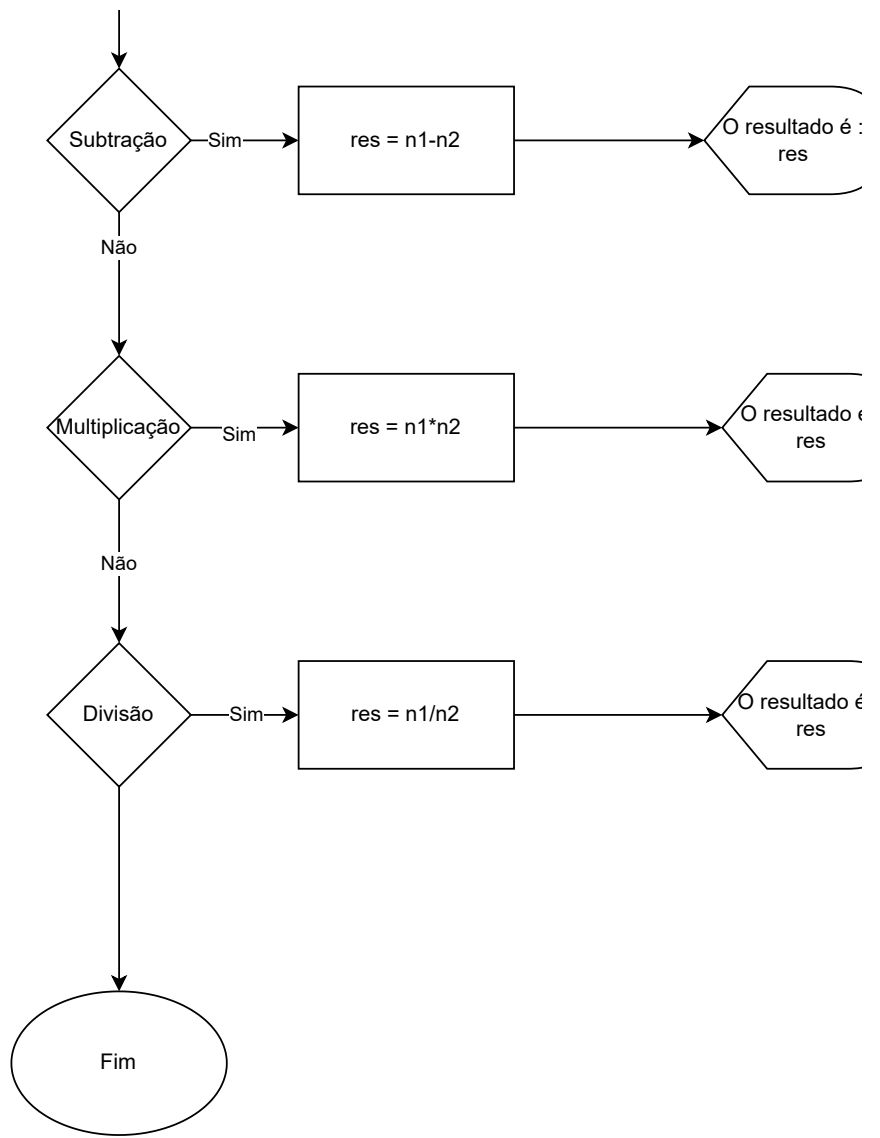 Subtração
Sim
res = n1-n2
O resultado é :
res
Não
Multiplicação
Sim
res = n1*n2
O resultado é
res
Não
Divisão
Sim
res = n1/n2
O resultado é
res
Fim